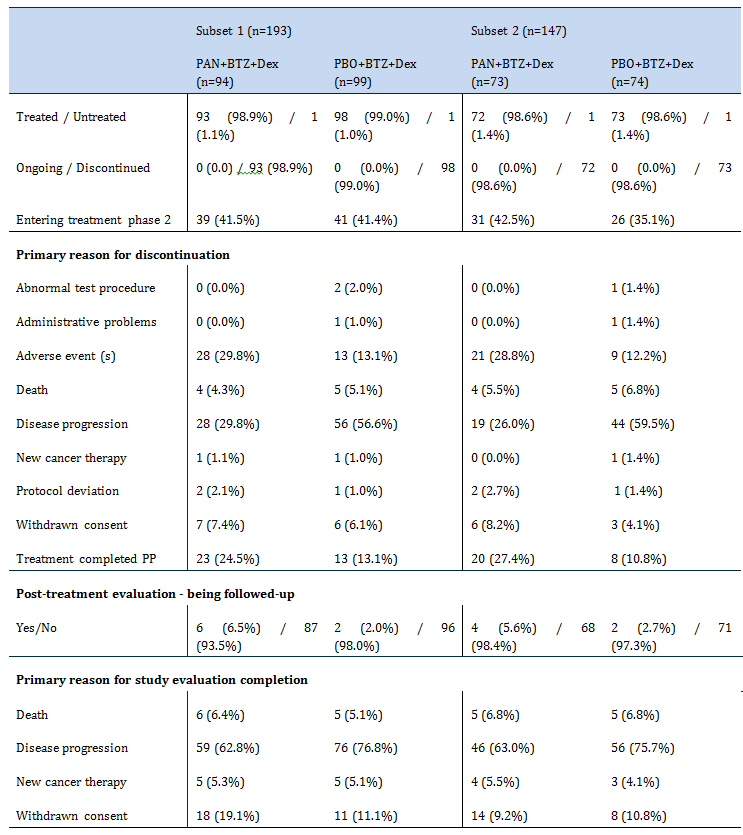 Subset 1 (n=193) Subset 2 (n=147)
PAN+BTZ+Dex PBO+BTZ+Dex PAN+BTZ+Dex PBO+BTZ+Dex
(n=94) (n=99) (n=73) (n=74)
Treated / Untreated 93 (98.9%) / 1 98 (99.0%) / 1 72 (98.6%) / 1 73 (98.6%) / 1
(1.1%) (1.0%) (1.4%) (1.4%)
Ongoing / Discontinued 0 (0.0) / 93 (98.9%) 0 (0.0%) / 98 0 (0.0%) / 72 0 (0.0%) / 73
(99.0%) (98.6%) (98.6%)
Entering treatment phase 2 39 (41.5%) 41 (41.4%) 31 (42.5%) 26 (35.1%)
Primary reason for discontinuation
Abnormal test procedure 0 (0.0%) 2 (2.0%) 0 (0.0%) 1 (1.4%)
Administrative problems 0 (0.0%) 1 (1.0%) 0 (0.0%) 1 (1.4%)
Adverse event (s) 28 (29.8%) 13 (13.1%) 21 (28.8%) 9 (12.2%)
Death 4 (4.3%) 5 (5.1%) 4 (5.5%) 5 (6.8%)
Disease progression 28 (29.8%) 56 (56.6%) 19 (26.0%) 44 (59.5%)
New cancer therapy 1 (1.1%) 1 (1.0%) 0 (0.0%) 1 (1.4%)
Protocol deviation 2 (2.1%) 1 (1.0%) 2 (2.7%) 1 (1.4%)
Withdrawn consent 7 (7.4%) 6 (6.1%) 6 (8.2%) 3 (4.1%)
Treatment completed PP 23 (24.5%) 13 (13.1%) 20 (27.4%) 8 (10.8%)
Post-treatment evaluation - being followed-up
Yes/No 6 (6.5%) / 87 2 (2.0%) / 96 4 (5.6%) / 68 2 (2.7%) / 71
(93.5%) (98.0%) (98.4%) (97.3%)
Primary reason for study evaluation completion
Death 6 (6.4%) 5 (5.1%) 5 (6.8%) 5 (6.8%)
Disease progression 59 (62.8%) 76 (76.8%) 46 (63.0%) 56 (75.7%)
New cancer therapy 5 (5.3%) 5 (5.1%) 4 (5.5%) 3 (4.1%)
Withdrawn consent 18 (19.1%) 11 (11.1%) 14 (9.2%) 8 (10.8%)